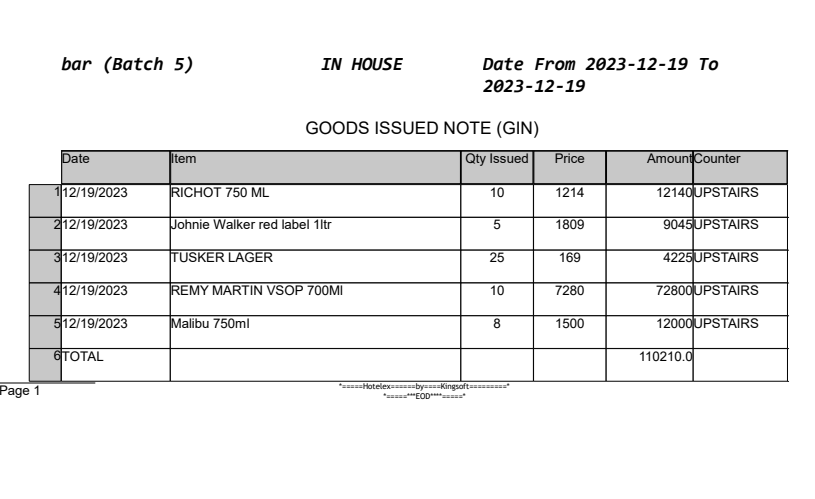 bar (Batch 5) IN HOUSE Date From 2023-12-19 To
2023-12-19
GOODS ISSUED NOTE (GIN)
Date Item Qty Issued Price Amount Counter
1 12/19/2023 RICHOT 750 ML 10 1214 12140 UPSTAIRS
2 12/19/2023 Johnie Walker red label 1ltr 5 1809 9045 UPSTAIRS
3 12/19/2023 TUSKER LAGER 25 169 4225 UPSTAIRS
4 12/19/2023 REMY MARTIN VSOP 700Ml 10 7280 72800 UPSTAIRS
5 12/19/2023 Malibu 750ml 8 1500 12000 UPSTAIRS
6 TOTAL 110210.0
Page 1
*=====Hotelex======by====Kingsoft=========*
*=====***EOD****=====*